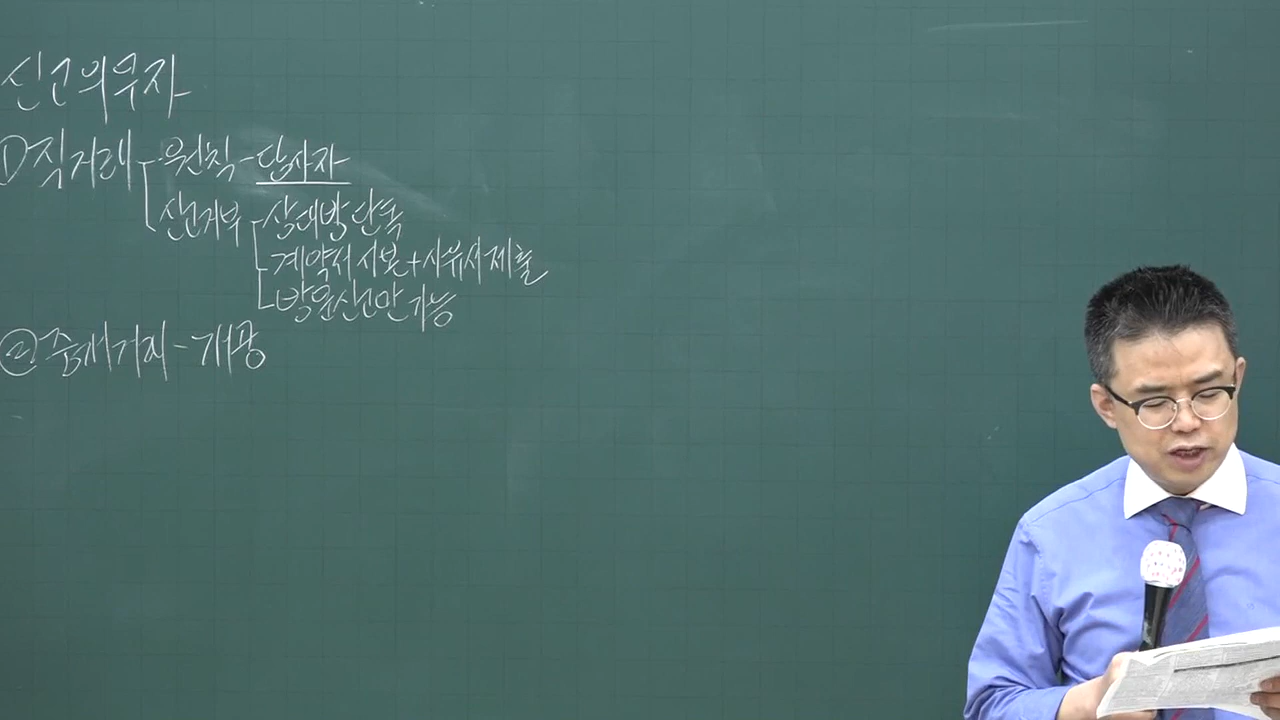 신고의무자
① 직거래 - 원칙 - 당사자
신고거부 - 상대방 단독
계약서 사본 + 사유서 제출
방문신고만 가능
② 중개거래 - 개공